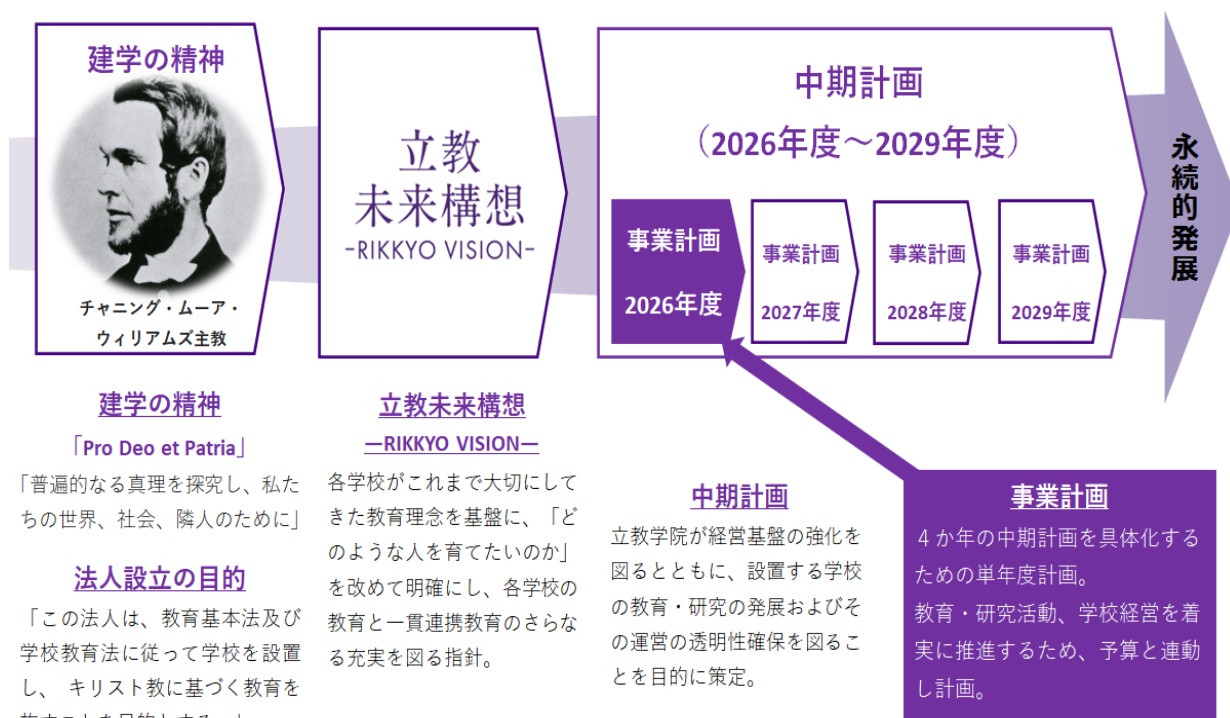 建学の精神
チャニング・ムーア・
ウィリアムズ主教
立教
未来構想
-RIKKYO VISION-
中期計画
（2026年度～2029年度）
事業計画
2026年度
事業計画
2027年度
事業計画
2028年度
事業計画
2029年度
永続的発展
建学の精神
「Pro Deo et Patria」
「普遍的なる真理を探究し、私た
ちの世界、社会、隣人のために」
法人設立の目的
「この法人は、教育基本法及び
学校教育法に従って学校を設置
し、 キリスト教に基づく教育を
立教未来構想
―RIKKYO VISION―
各学校がこれまで大切にして
きた教育理念を基盤に、「ど
のような人を育てたいのか」
を改めて明確にし、各学校の
教育と一貫連携教育のさらな
る充実を図る指針。
中期計画
立教学院が経営基盤の強化を
図るとともに、設置する学校
の教育・研究の発展およびそ
の運営の透明性確保を図るこ
とを目的に策定。
事業計画
４か年の中期計画を具体化する
ための単年度計画。
教育・研究活動、学校経営を着
実に推進するため、予算と連動
し計画。